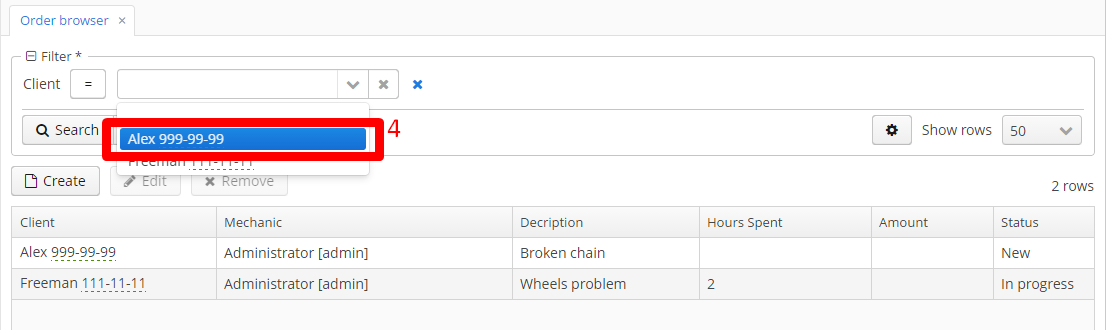 Order browser ×
Filter *
Client = 
Search
Alex 999-99-99
4
Freeman 111-11-11
Show rows 50
Create Edit Remove
2 rows
Client Mechanic Decription Hours Spent Amount Status
Alex 999-99-99 Administrator [admin] Broken chain New
Freeman 111-11-11 Administrator [admin] Wheels problem 2 In progress